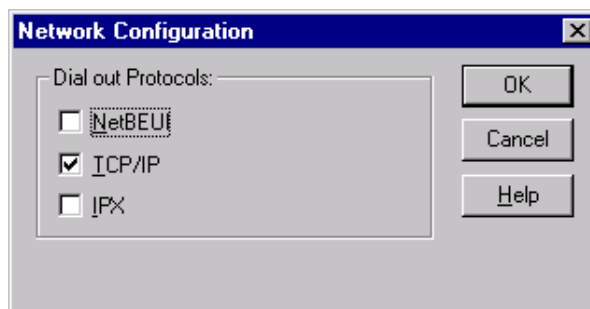 Network Configuration
Dial out Protocols:
NetBEUI
TCP/IP
IPX
OK
Cancel
Help